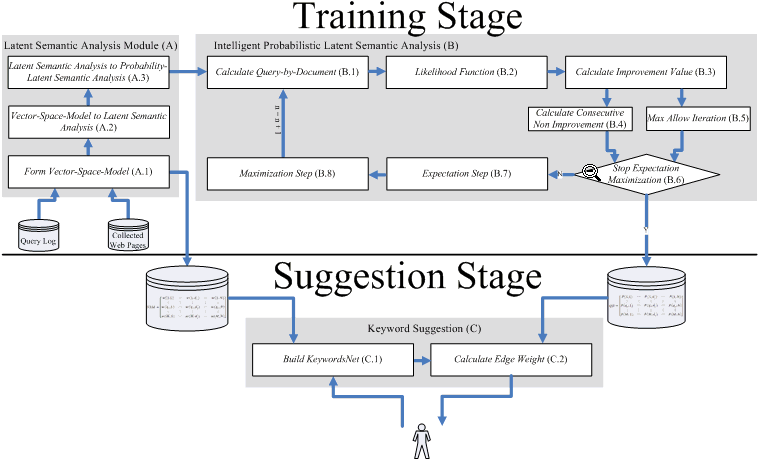 Training Stage
Latent Semantic Analysis Module (A)
Intelligent Probabilistic Latent Semantic Analysis (B)
Latent Semantic Analysis to Probability-
Latent Semantic Analysis (A.3)
Calculate Query-by-Document (B.1)
Likelihood Function (B.2)
Calculate Improvement Value (B.3)
Vector-Space-Model to Latent Semantic
Analysis (A.2)
Calculate Consecutive
Non Improvement (B.4)
Max Allow Iteration (B.5)
Form Vector-Space-Model (A.1)
Maximization Step (B.8)
Expectation Step (B.7)
N
Stop Expectation
Maximization (B.6)
Query Log
Collected
Web Pages
Y
Suggestion Stage
Keyword Suggestion (C)
Build KeywordsNet (C.1)
Calculate Edge Weight (C.2)